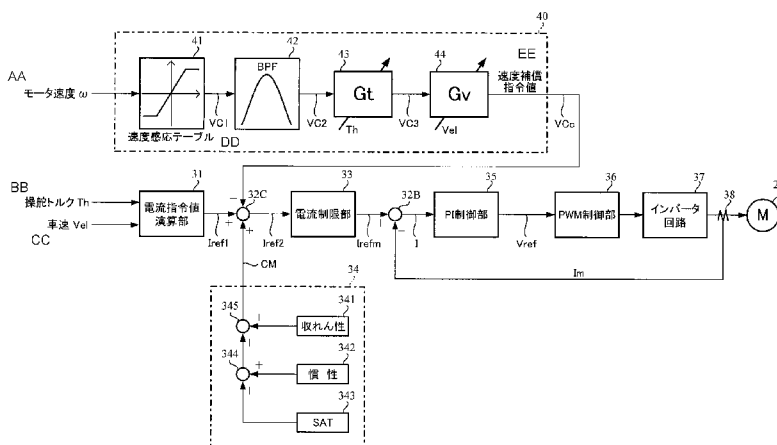 40
41
42
43
44
EE
AA
BPF
速度補償
指令値
モータ速度 ω
Gt
Gv
VC1
VC2
VC3
VCc
Th
Vel
速度感応テーブル
DD
BB
31
32C
33
32B
35
36
37
38
2
操舵トルク Th
車速 Vel
CC
電流指令値
演算部
−
+
+
電流制限部
+
−
PI制御部
PWM制御部
インバータ
回路
M
Iref1
Iref2
Irefm
I
Vref
Im
CM
34
345
341
収れん性
+
+
344
342
慣 性
+
+
343
SAT